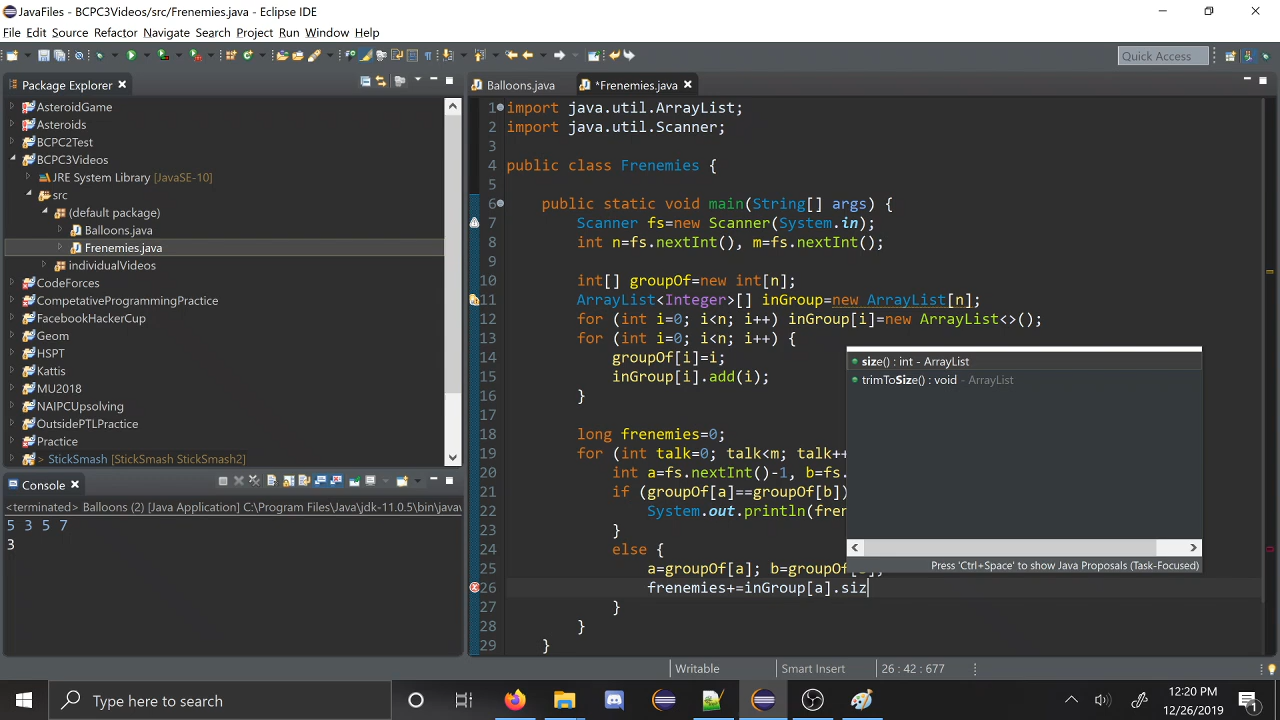 JavaFiles - BCPC3Videos/src/Frenemies.java - Eclipse IDE
File Edit Source Refactor Navigate Search Project Run Window Help
Quick Access
Package Explorer
AsteroidGame
Asteroids
BCPC2Test
BCPC3Videos
JRE System Library [JavaSE-10]
src
(default package)
Balloons.java
Frenemies.java
individualVideos
CodeForces
CompetativeProgrammingPractice
FacebookHackerCup
Geom
HSPT
Kattis
MU2018
NAIPCUpsolving
OutsidePTLPractice
Practice
> StickSmash [StickSmash StickSmash2]
Console
<terminated> Balloons (2) [Java Application] C:\Program Files\Java\jdk-11.0.5\bin\java
5 3 5 7
3
Balloons.java *Frenemies.java
1 import java.util.ArrayList;
2 import java.util.Scanner;
3
4 public class Frenemies {
5
6 public static void main(String[] args) {
7 Scanner fs=new Scanner(System.in);
8 int n=fs.nextInt(), m=fs.nextInt();
9
10 int[] groupOf=new int[n];
11 ArrayList<Integer>[] inGroup=new ArrayList[n];
12 for (int i=0; i<n; i++) inGroup[i]=new ArrayList<>();
13 for (int i=0; i<n; i++) {
14 groupOf[i]=i;
15 inGroup[i].add(i);
16 }
17
18 long frenemies=0;
19 for (int talk=0; talk<m; talk++
20 int a=fs.nextInt()-1, b=fs.
21 if (groupOf[a]==groupOf[b])
22 System.out.println(fren
23 }
24 else {
25 a=groupOf[a]; b=groupOf[b];
26 frenemies+=inGroup[a].siz
27 }
28 }
29 }
size() : int - ArrayList
trimToSize() : void - ArrayList
Press 'Ctrl+Space' to show Java Proposals (Task-Focused)
Writable Smart Insert 26 : 42 : 677
Type here to search
12:20 PM
12/26/2019
1